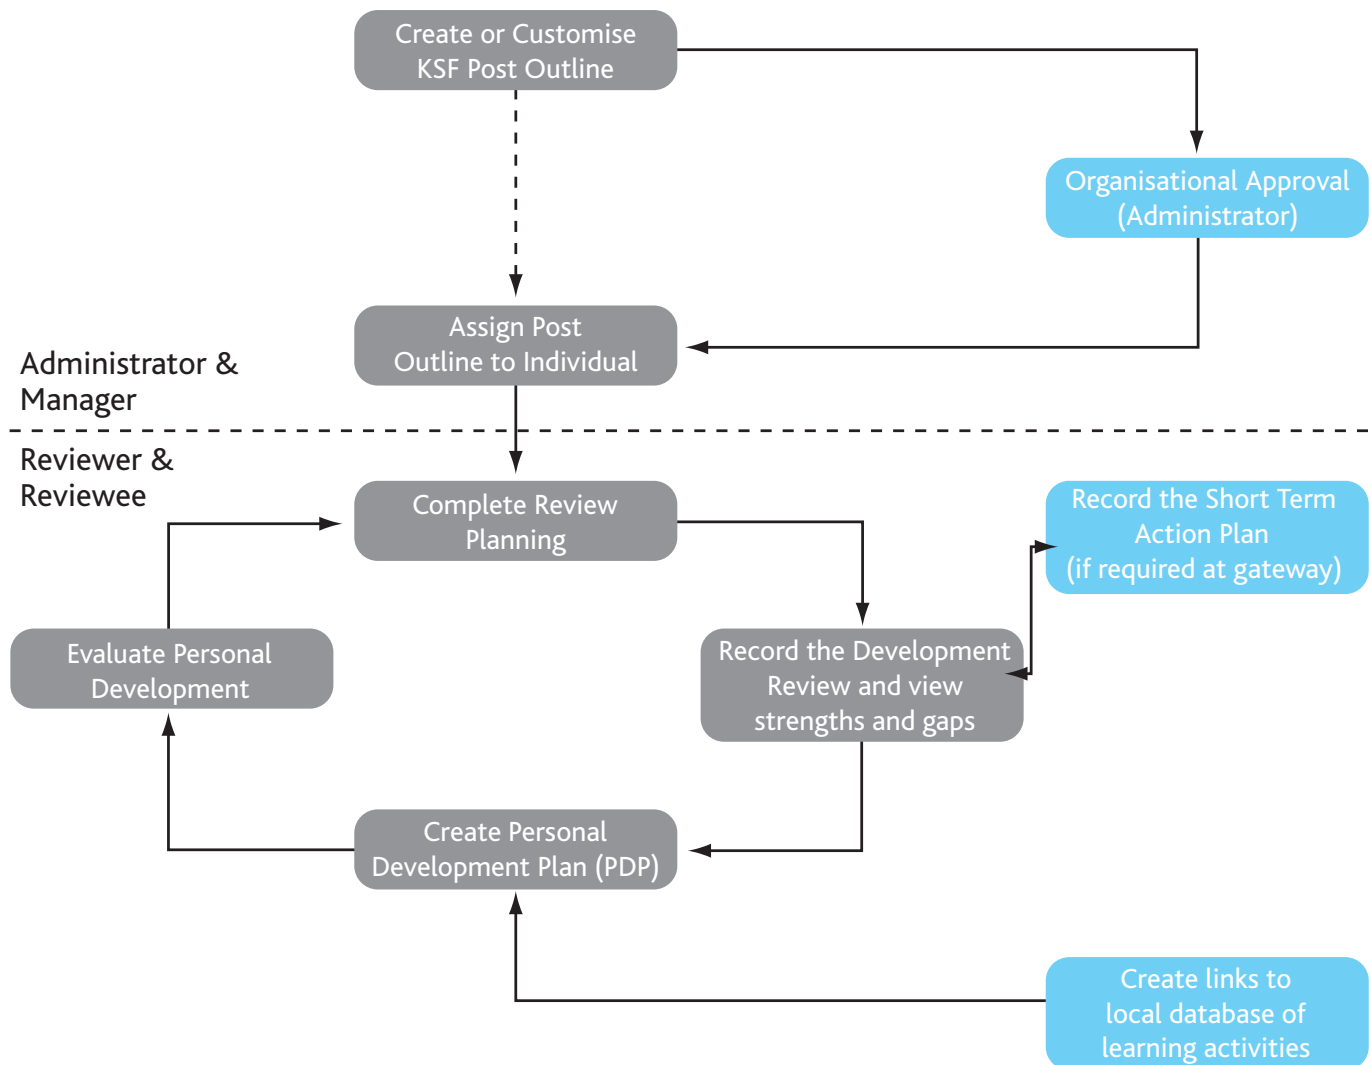 Create or Customise
KSF Post Outline
Organisational Approval
(Administrator)
Assign Post
Outline to Individual
Administrator &
Manager
Reviewer &
Reviewee
Complete Review
Planning
Record the Short Term
Action Plan
(if required at gateway)
Evaluate Personal
Development
Record the Development
Review and view
strengths and gaps
Create Personal
Development Plan (PDP)
Create links to
local database of
learning activities